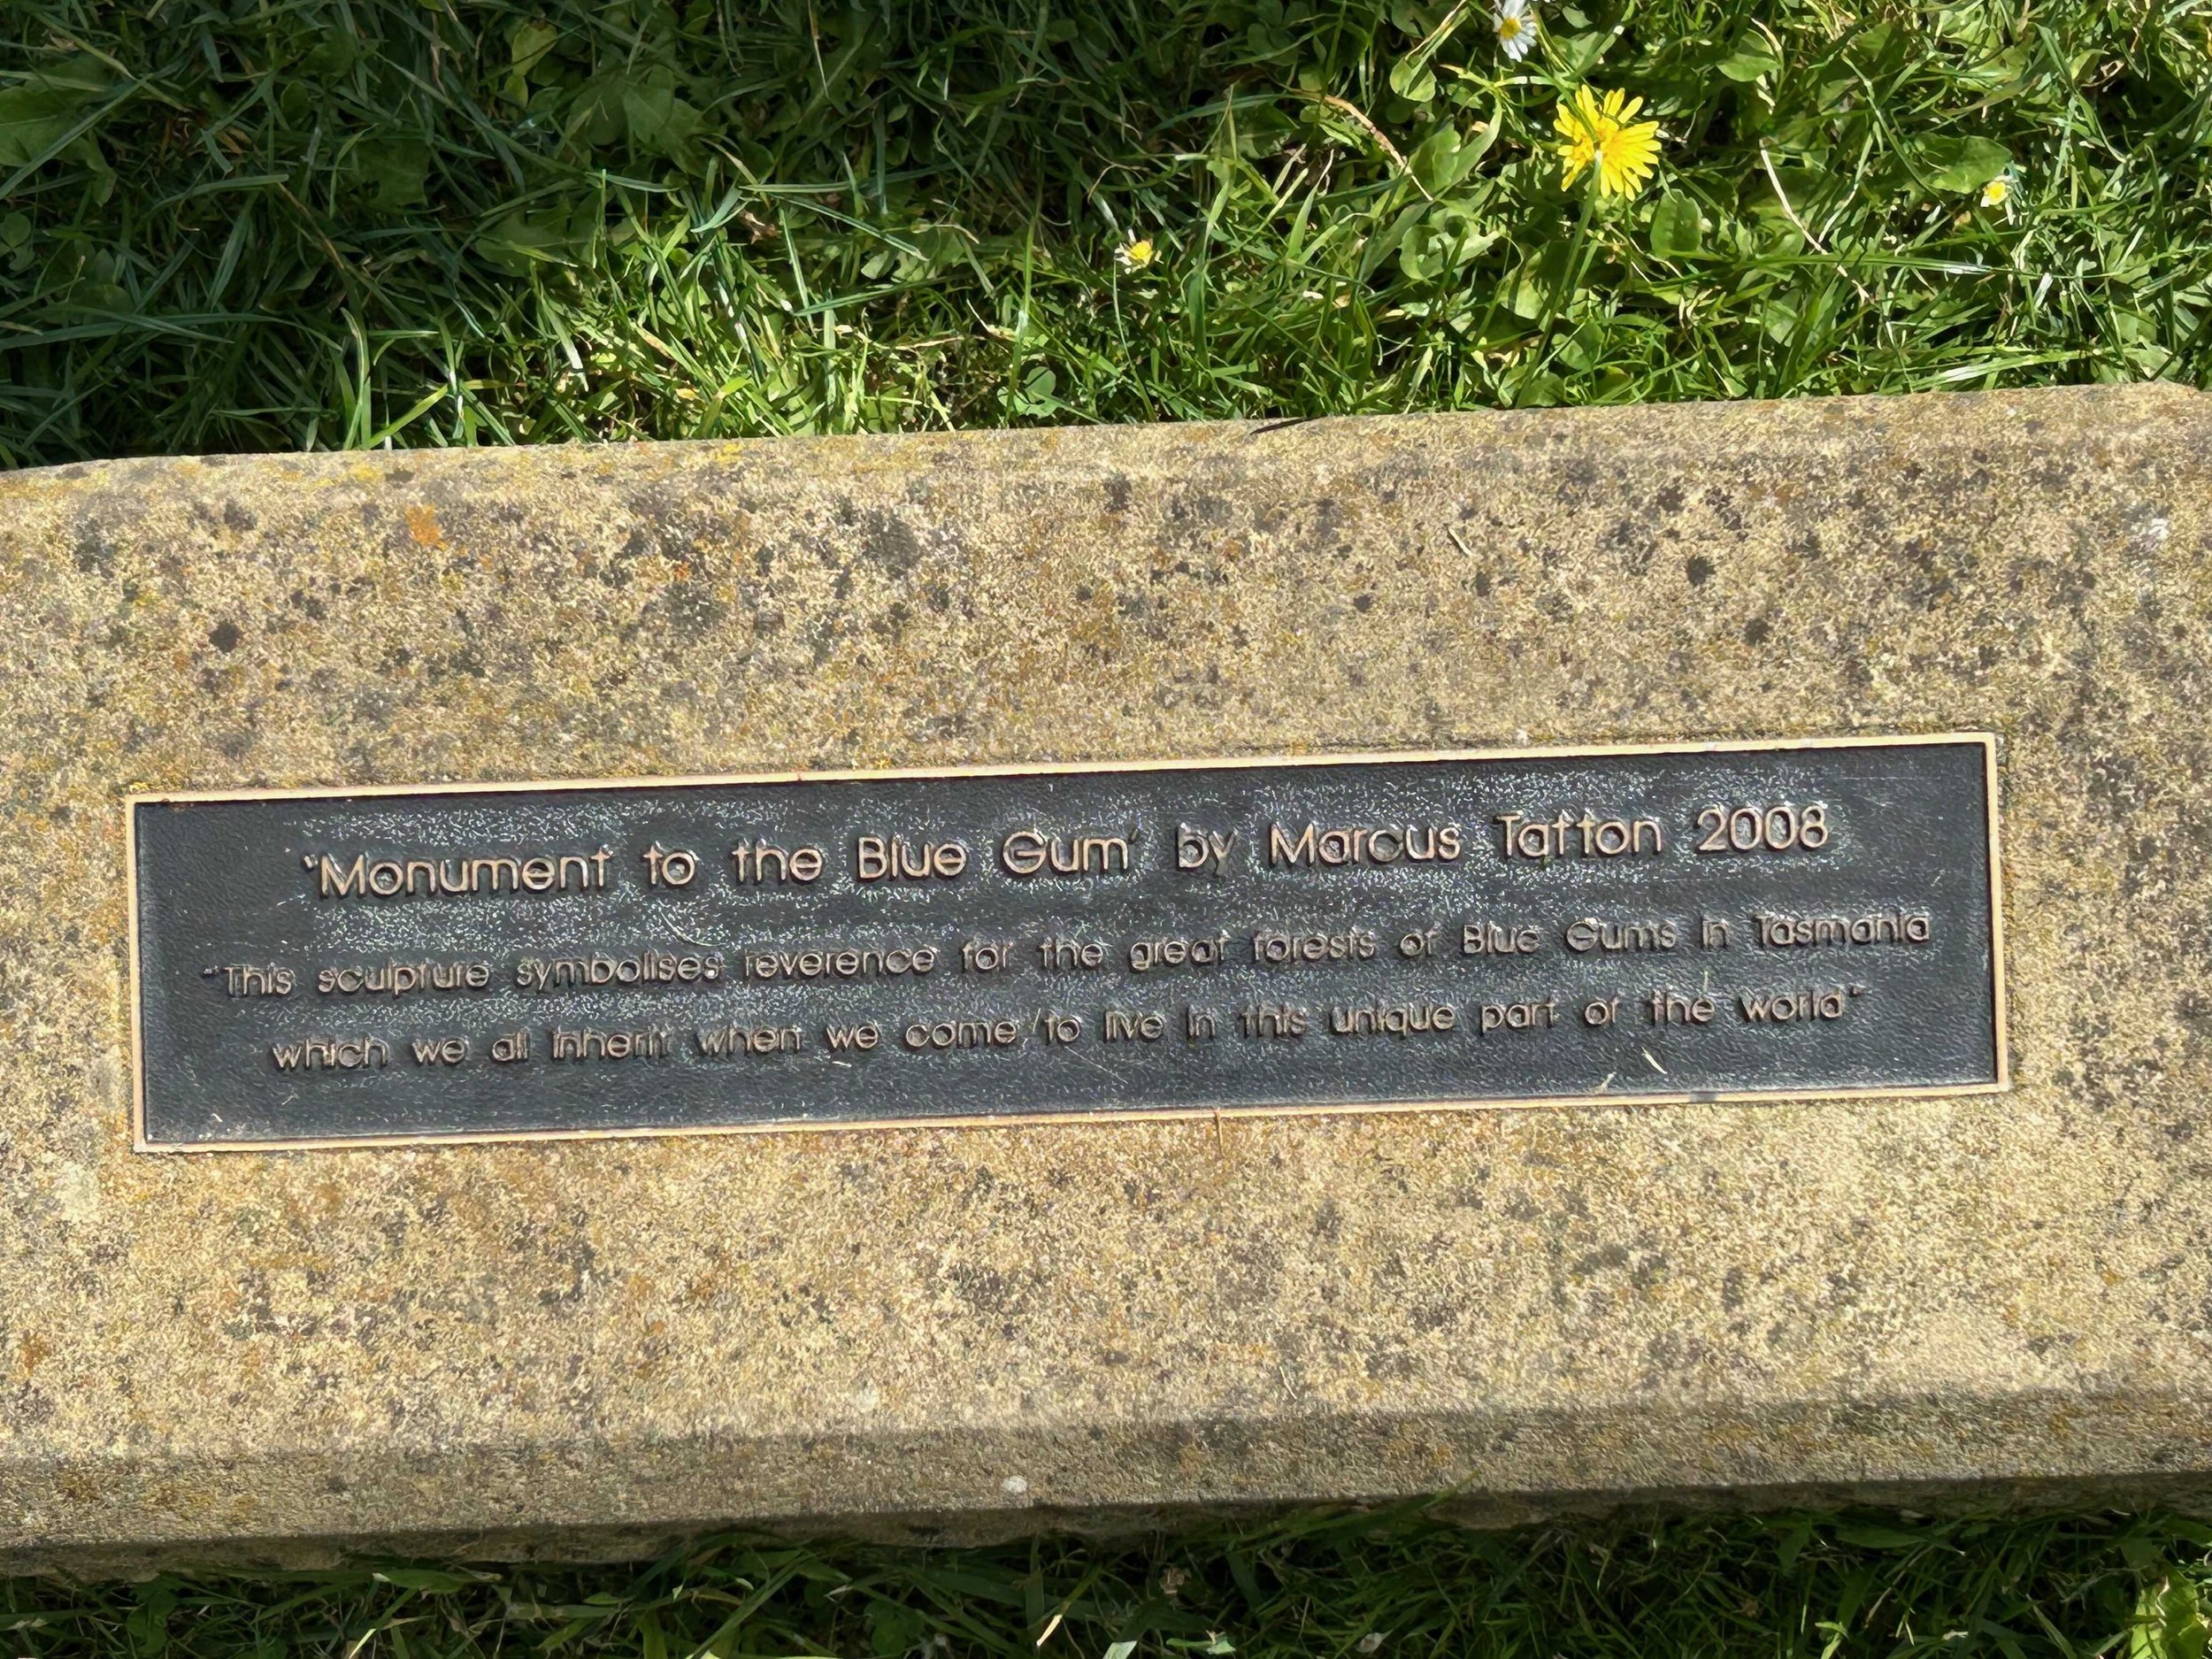 'Monument to the Blue Gum' by Marcus Tatton 2008
"This sculpture symbolises reverence for the great forests of Blue Gums in Tasmania
which we all inherit when we come to live in this unique part of the world"